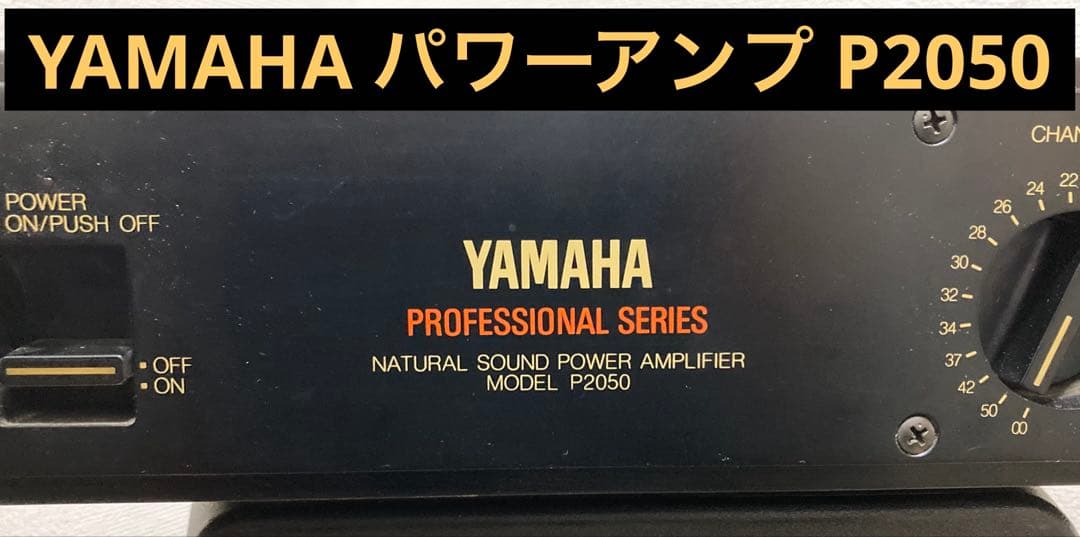 YAMAHA パワーアンプ P2050
POWER
ON/PUSH OFF
OFF
ON
YAMAHA
PROFESSIONAL SERIES
NATURAL SOUND POWER AMPLIFIER
MODEL P2050
22
24
26
28
30
32
34
37
42
50
∞